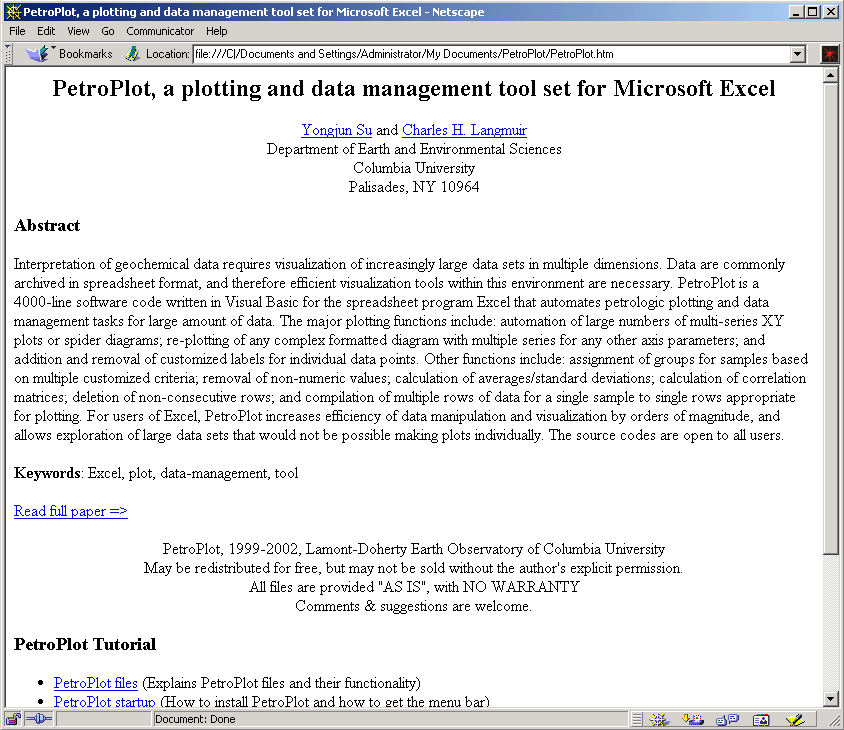 PetroPlot, a plotting and data management tool set for Microsoft Excel - Netscape
File Edit View Go Communicator Help
Bookmarks Location: file:///C|/Documents and Settings/Administrator/My Documents/PetroPlot/PetroPlot.htm
PetroPlot, a plotting and data management tool set for Microsoft Excel
Yongjun Su and Charles H. Langmuir
Department of Earth and Environmental Sciences
Columbia University
Palisades, NY 10964
Abstract
Interpretation of geochemical data requires visualization of increasingly large data sets in multiple dimensions. Data are commonly
archived in spreadsheet format, and therefore efficient visualization tools within this environment are necessary. PetroPlot is a
4000-line software code written in Visual Basic for the spreadsheet program Excel that automates petrologic plotting and data
management tasks for large amount of data. The major plotting functions include: automation of large numbers of multi-series XY
plots or spider diagrams; re-plotting of any complex formatted diagram with multiple series for any other axis parameters; and
addition and removal of customized labels for individual data points. Other functions include: assignment of groups for samples based
on multiple customized criteria; removal of non-numeric values; calculation of averages/standard deviations; calculation of correlation
matrices; deletion of non-consecutive rows; and compilation of multiple rows of data for a single sample to single rows appropriate
for plotting. For users of Excel, PetroPlot increases efficiency of data manipulation and visualization by orders of magnitude, and
allows exploration of large data sets that would not be possible making plots individually. The source codes are open to all users.
Keywords: Excel, plot, data-management, tool
Read full paper =>
PetroPlot, 1999-2002, Lamont-Doherty Earth Observatory of Columbia University
May be redistributed for free, but may not be sold without the author's explicit permission.
All files are provided "AS IS", with NO WARRANTY
Comments & suggestions are welcome.
PetroPlot Tutorial
• PetroPlot files (Explains PetroPlot files and their functionality)
• PetroPlot startup (How to install PetroPlot and how to get the menu bar)
Document: Done